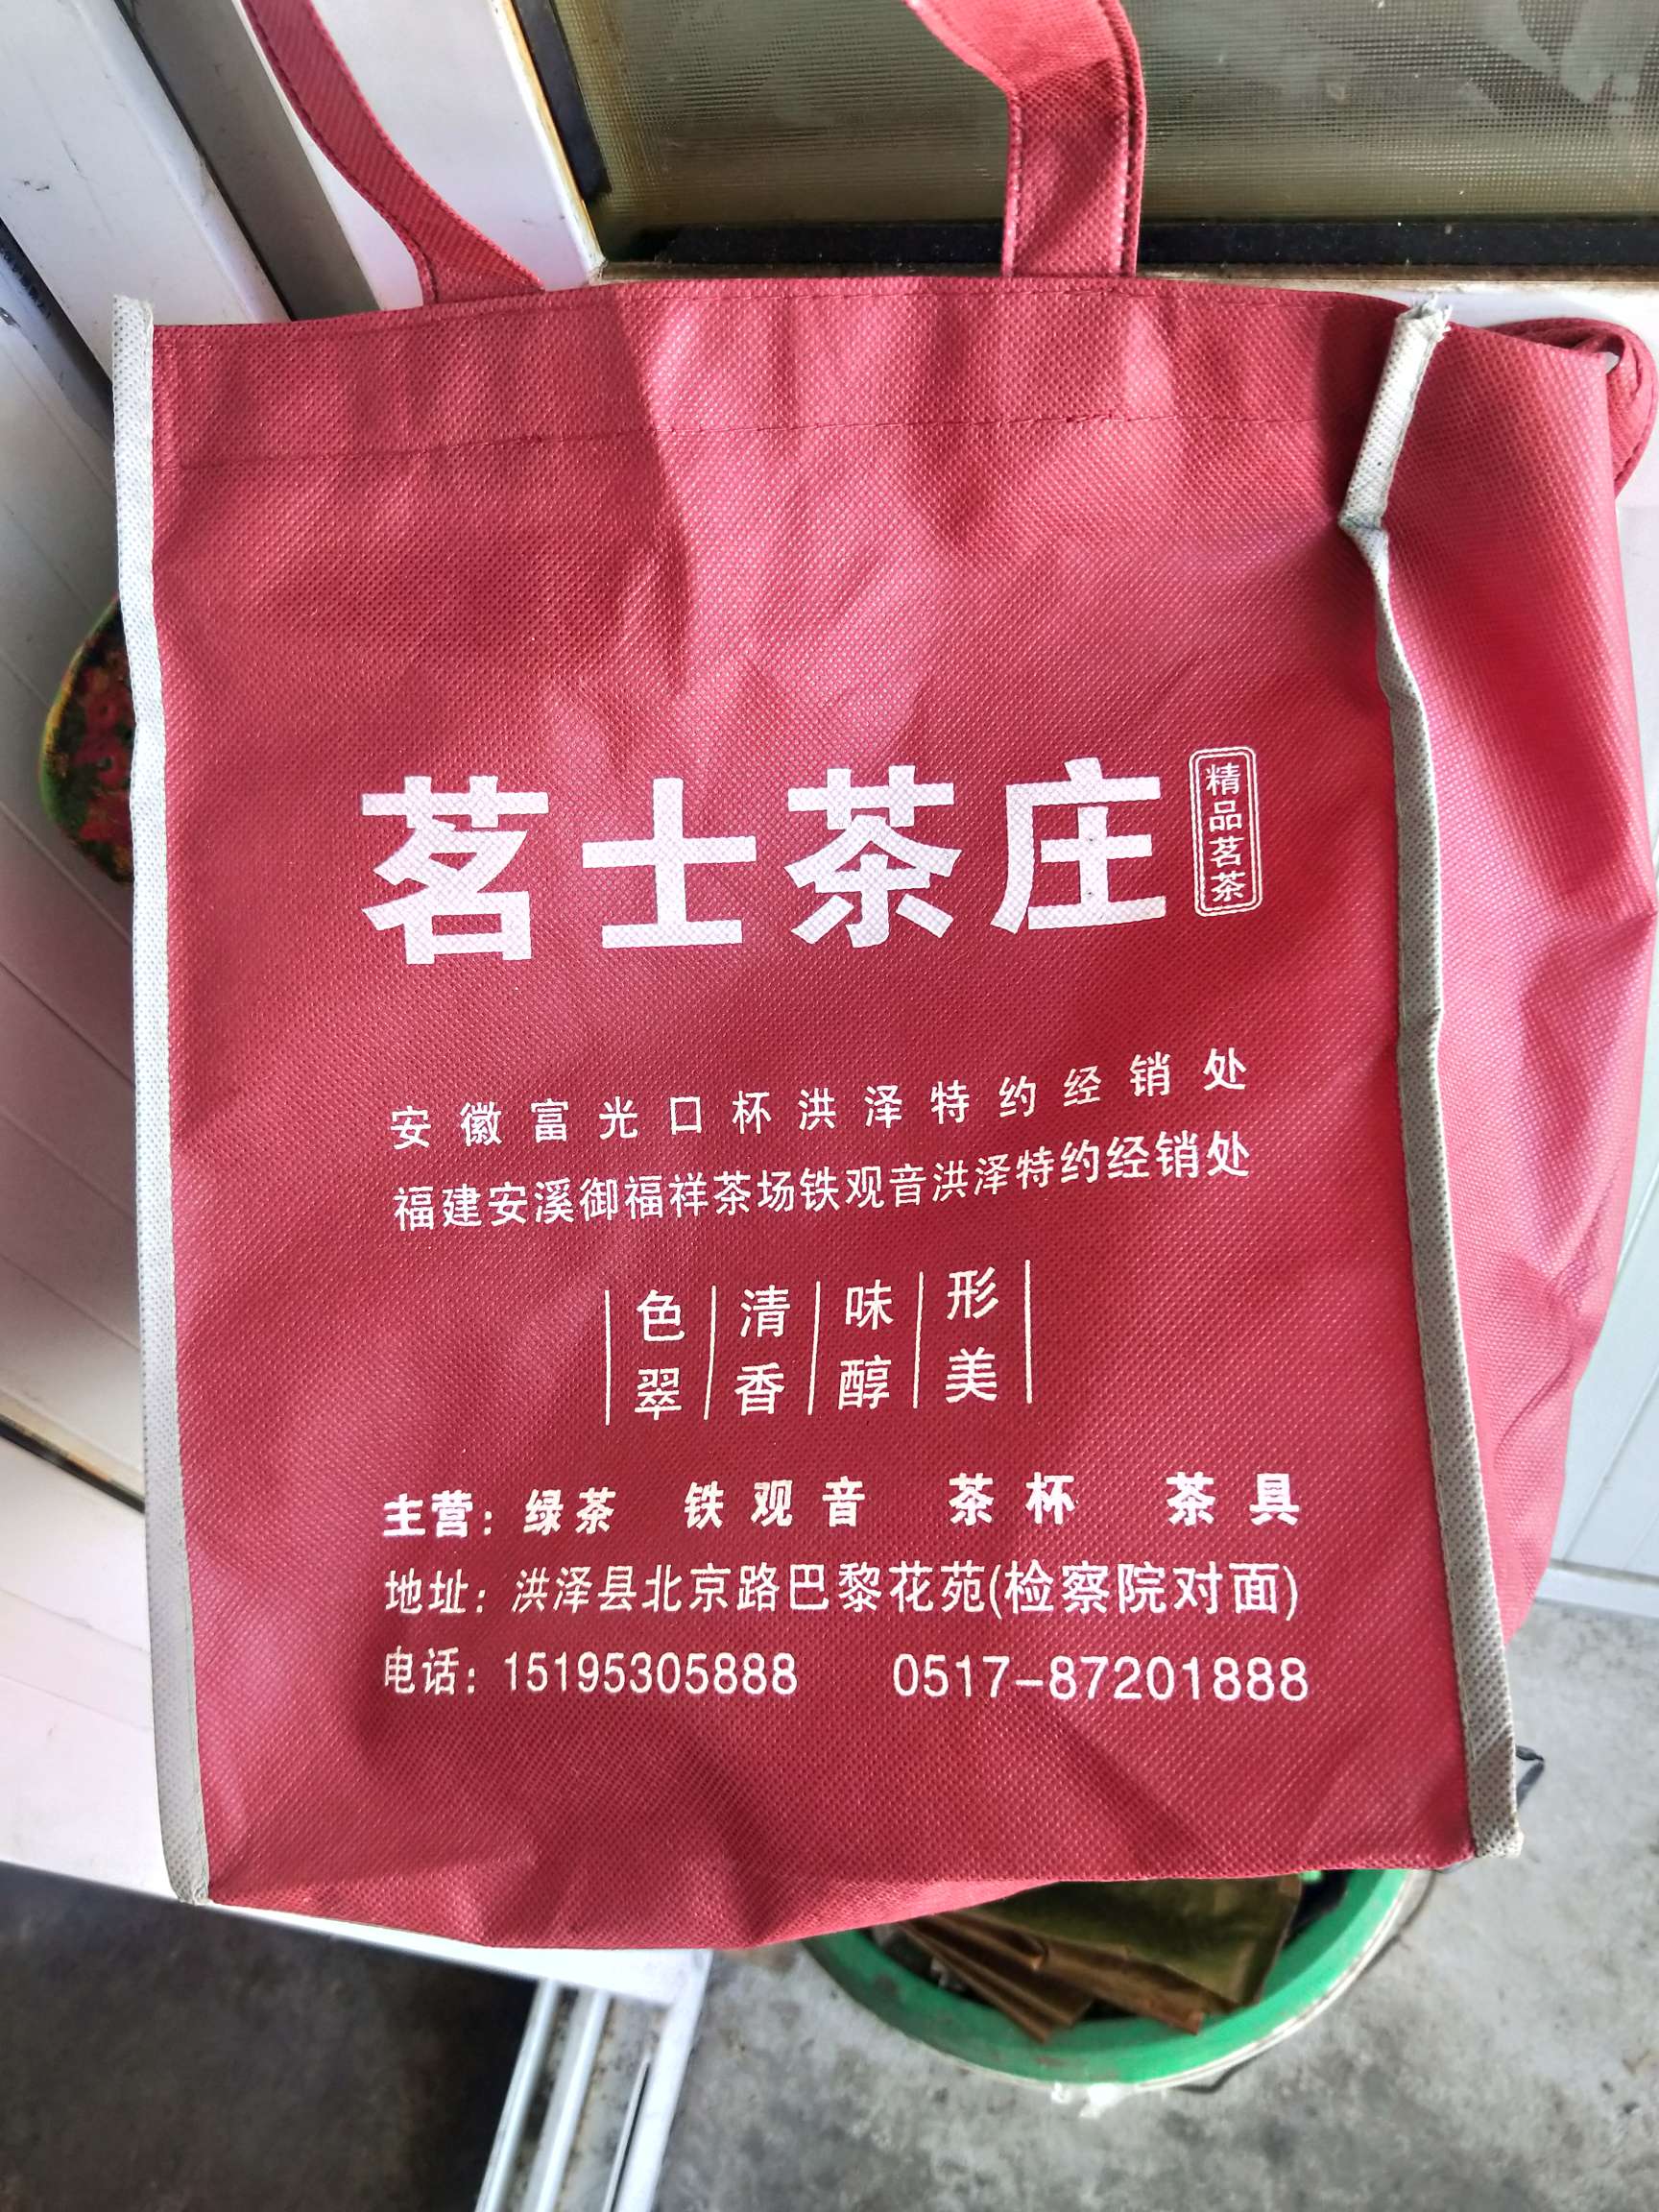 茗士茶庄
精品茗茶
安徽富光口杯洪泽特约经销处
福建安溪御福祥茶场铁观音洪泽特约经销处
色翠
清香
味醇
形美
主营：绿茶 铁观音 茶杯 茶具
地址：洪泽县北京路巴黎花苑(检察院对面)
电话：15195305888 0517-87201888